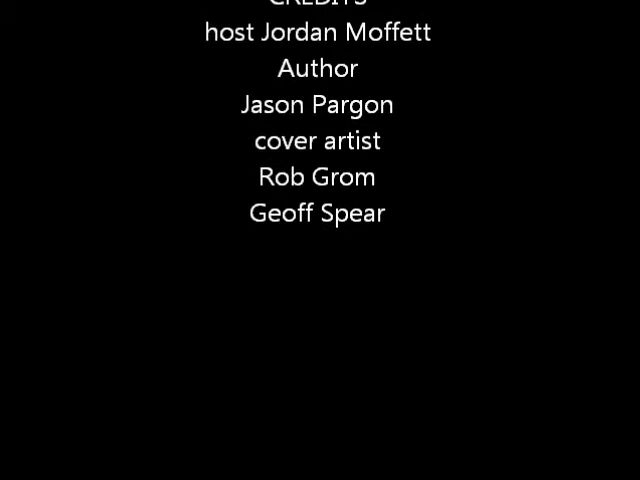 CREDITS
host Jordan Moffett
Author
Jason Pargon
cover artist
Rob Grom
Geoff Spear